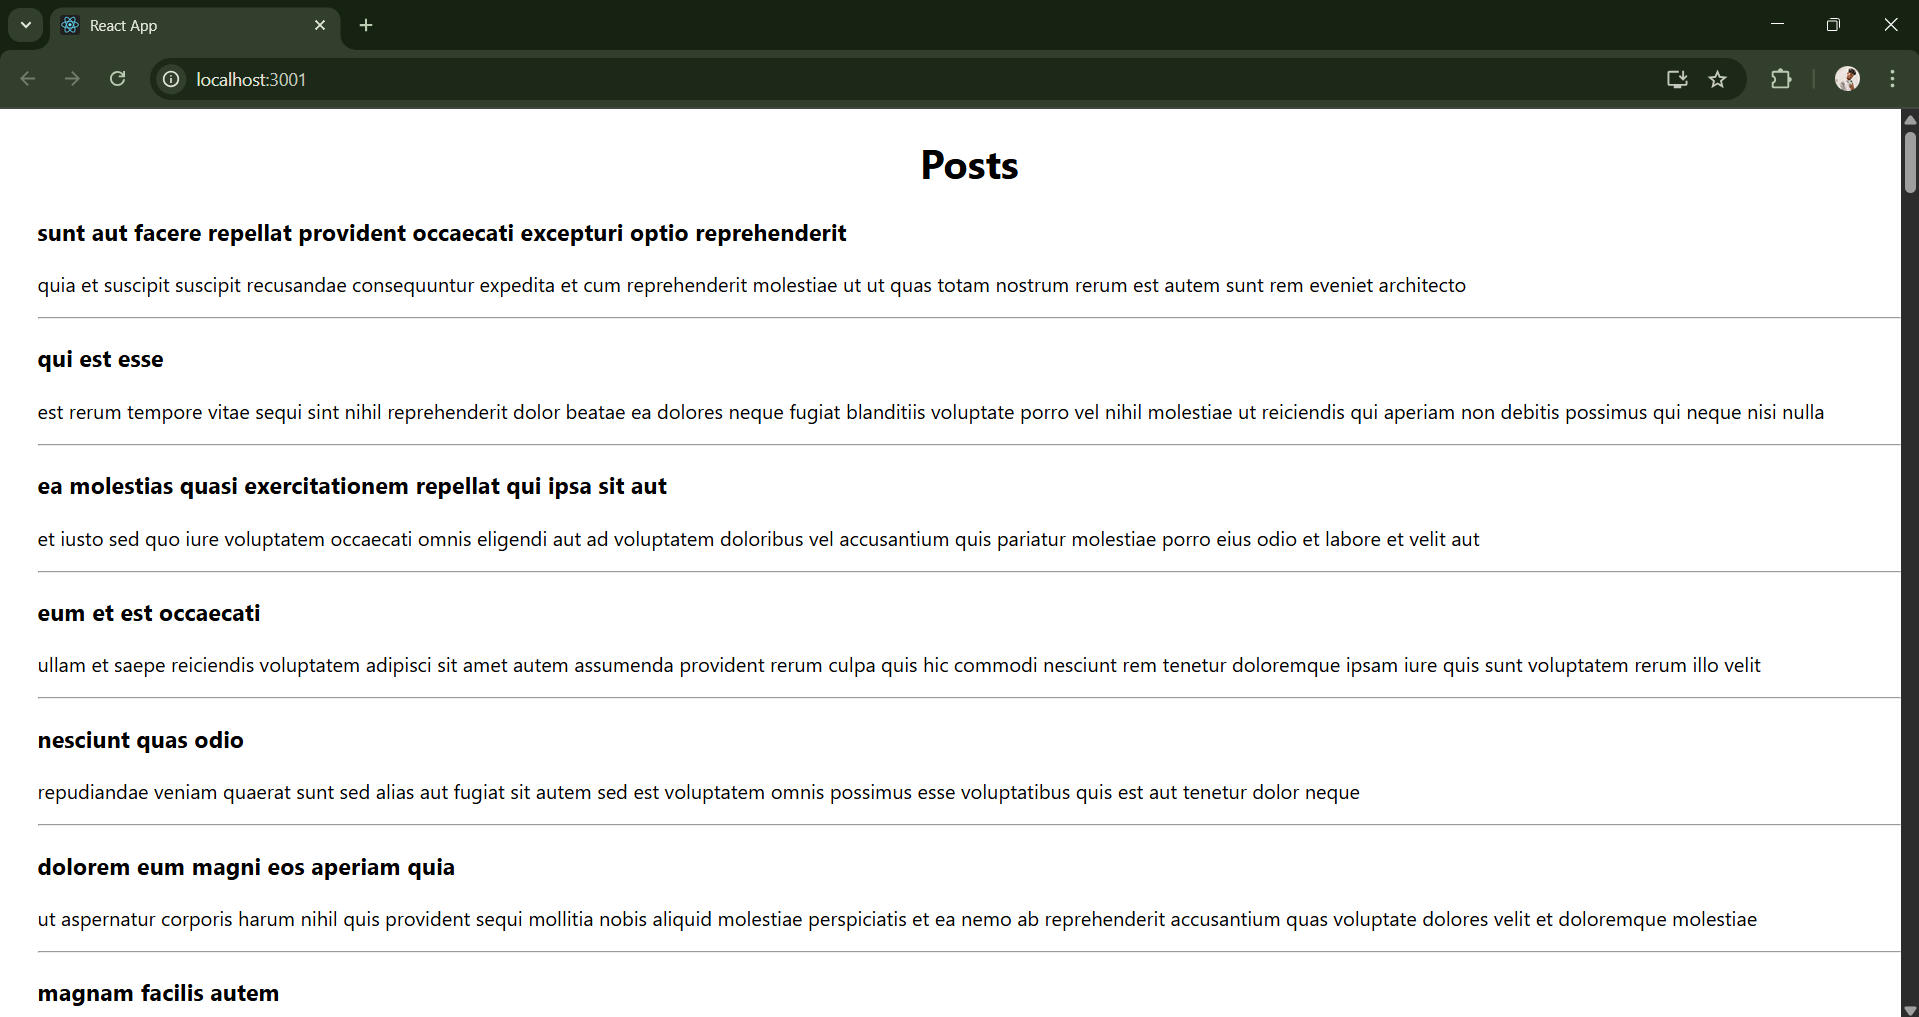 React App
localhost:3001
Posts
sunt aut facere repellat provident occaecati excepturi optio reprehenderit
quia et suscipit suscipit recusandae consequuntur expedita et cum reprehenderit molestiae ut ut quas totam nostrum rerum est autem sunt rem eveniet architecto
qui est esse
est rerum tempore vitae sequi sint nihil reprehenderit dolor beatae ea dolores neque fugiat blanditiis voluptate porro vel nihil molestiae ut reiciendis qui aperiam non debitis possimus qui neque nisi nulla
ea molestias quasi exercitationem repellat qui ipsa sit aut
et iusto sed quo iure voluptatem occaecati omnis eligendi aut ad voluptatem doloribus vel accusantium quis pariatur molestiae porro eius odio et labore et velit aut
eum et est occaecati
ullam et saepe reiciendis voluptatem adipisci sit amet autem assumenda provident rerum culpa quis hic commodi nesciunt rem tenetur doloremque ipsam iure quis sunt voluptatem rerum illo velit
nesciunt quas odio
repudiandae veniam quaerat sunt sed alias aut fugiat sit autem sed est voluptatem omnis possimus esse voluptatibus quis est aut tenetur dolor neque
dolorem eum magni eos aperiam quia
ut aspernatur corporis harum nihil quis provident sequi mollitia nobis aliquid molestiae perspiciatis et ea nemo ab reprehenderit accusantium quas voluptate dolores velit et doloremque molestiae
magnam facilis autem